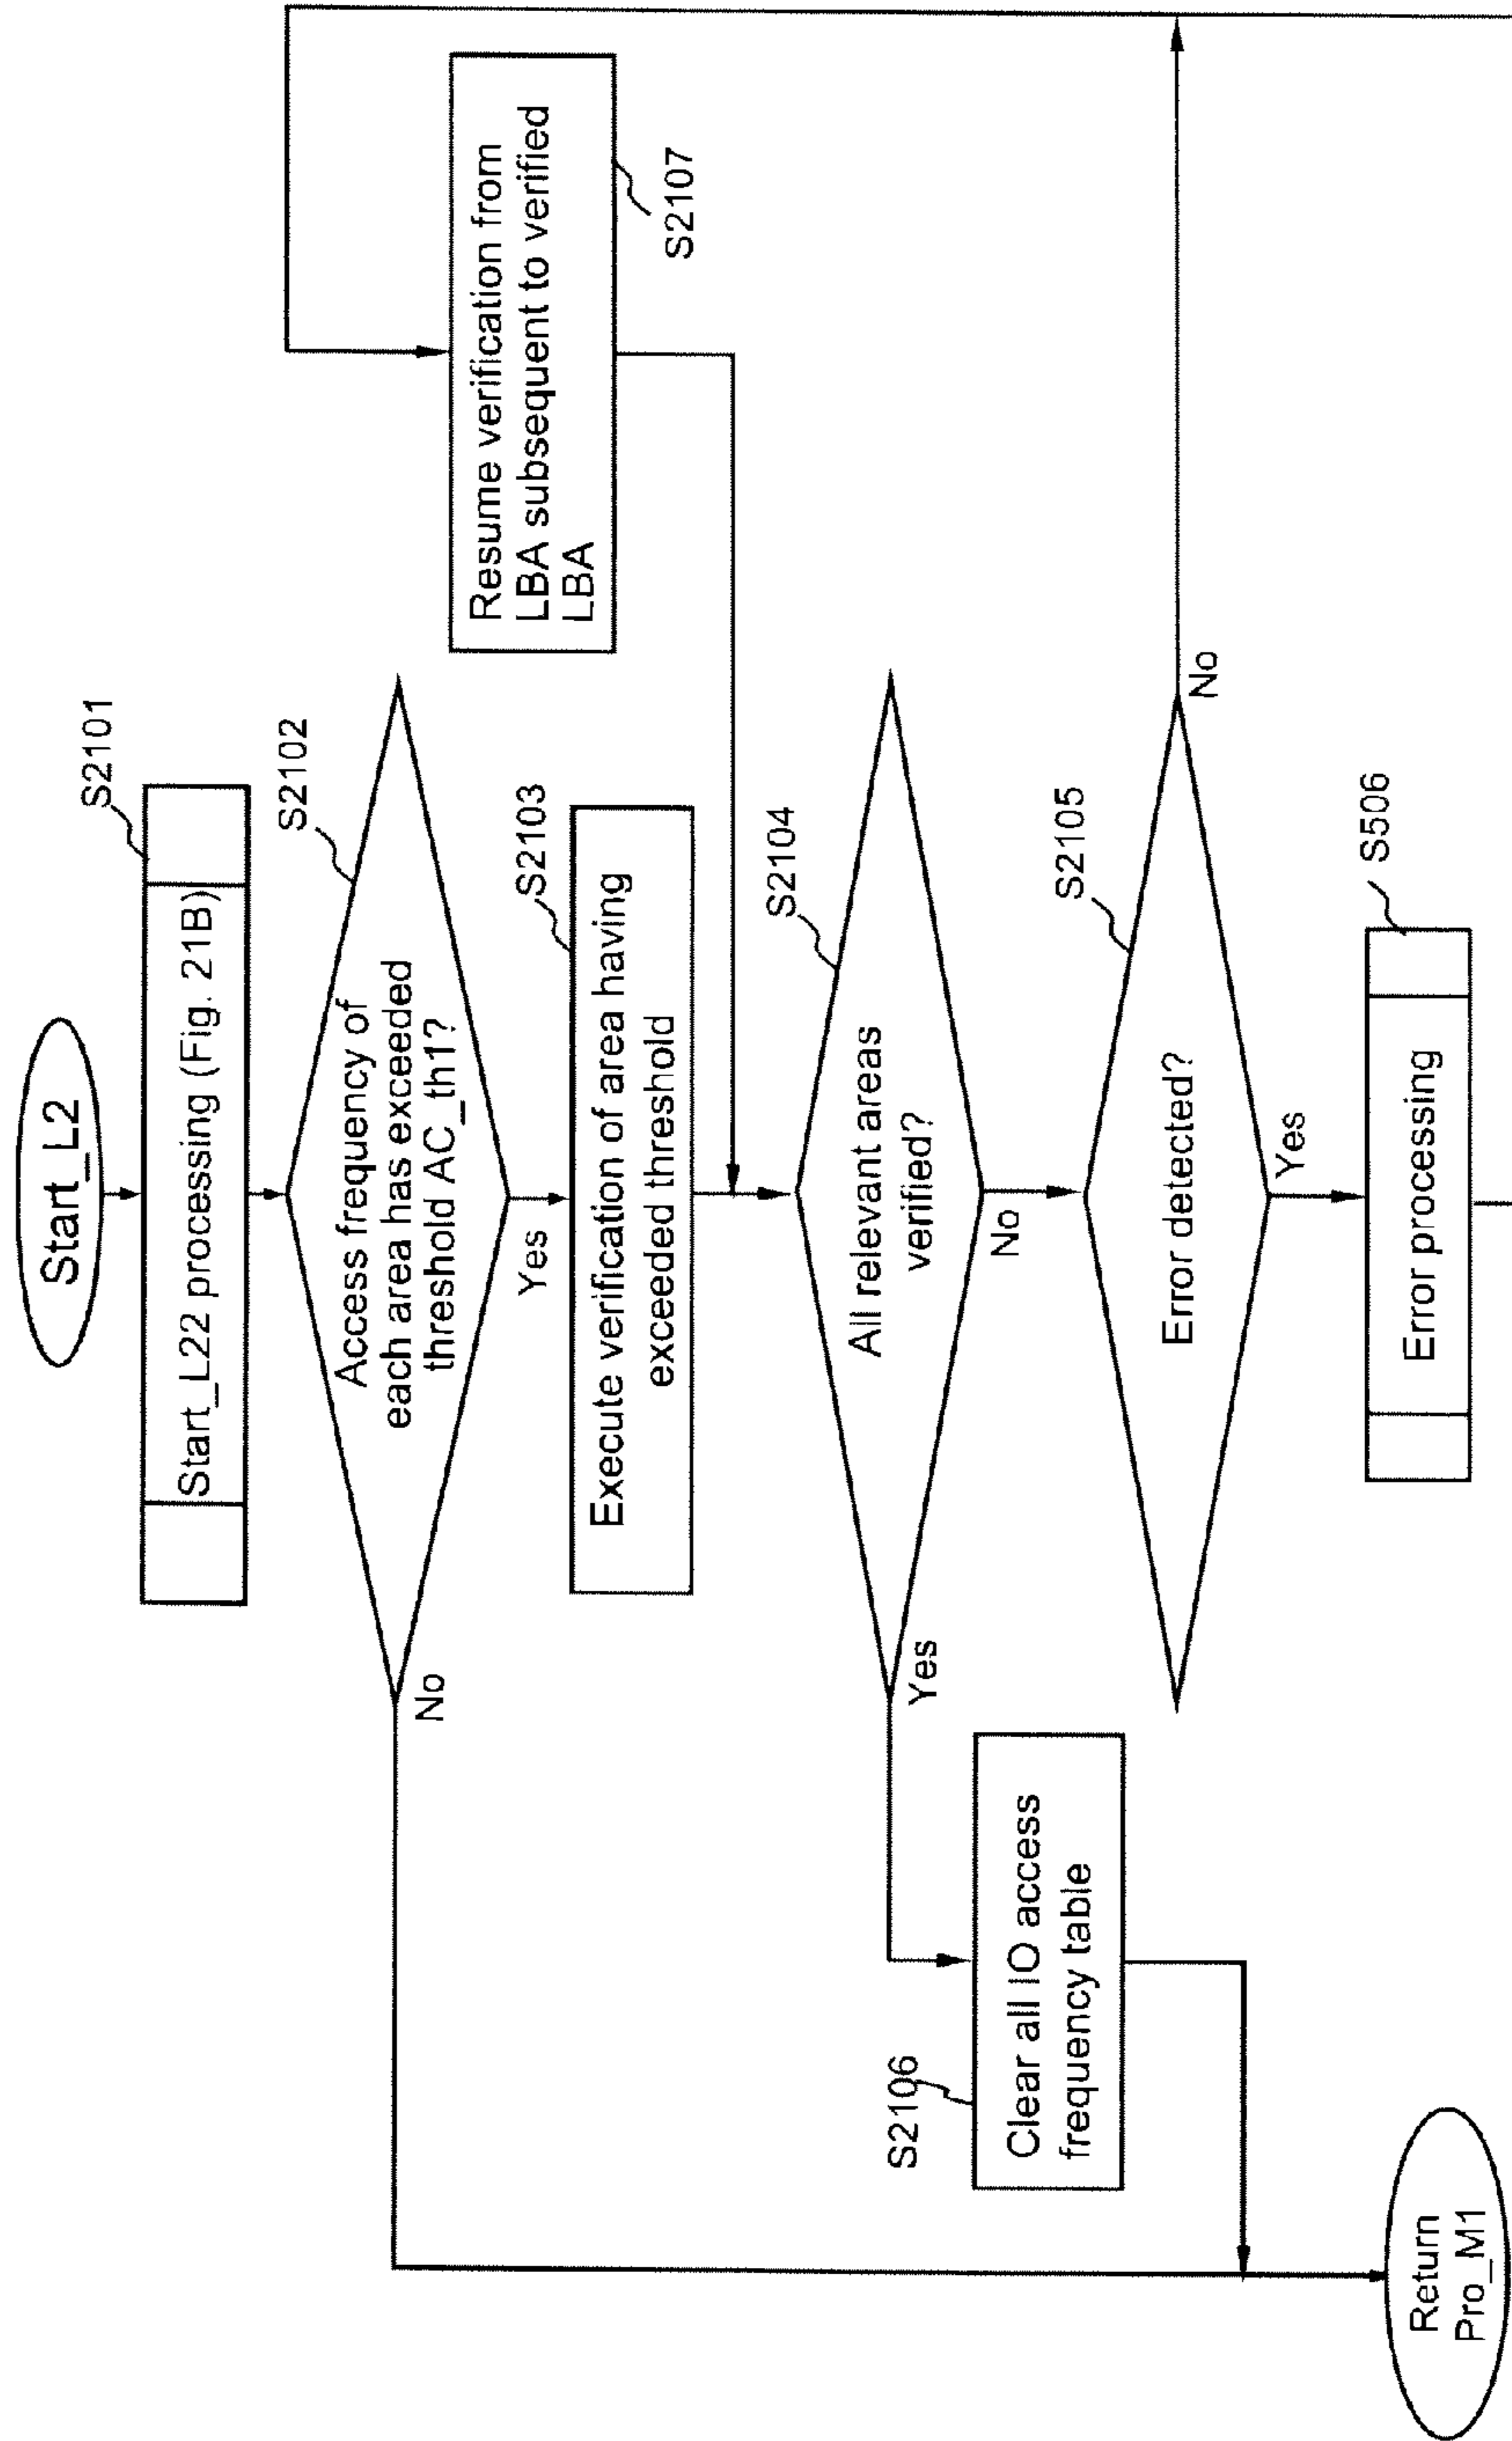 Start_L2
S2101
Start_L22 processing (Fig. 21B)
S2102
Access frequency of
each area has exceeded
threshold AC_th1?
No
Yes
S2103
Execute verification of area having
exceeded threshold
Resume verification from
LBA subsequent to verified
LBA
S2107
S2104
All relevant areas
verified?
Yes
No
S2106
Clear all IO access
frequency table
S2105
Error detected?
No
Yes
S506
Error processing
Return
Pro_M1